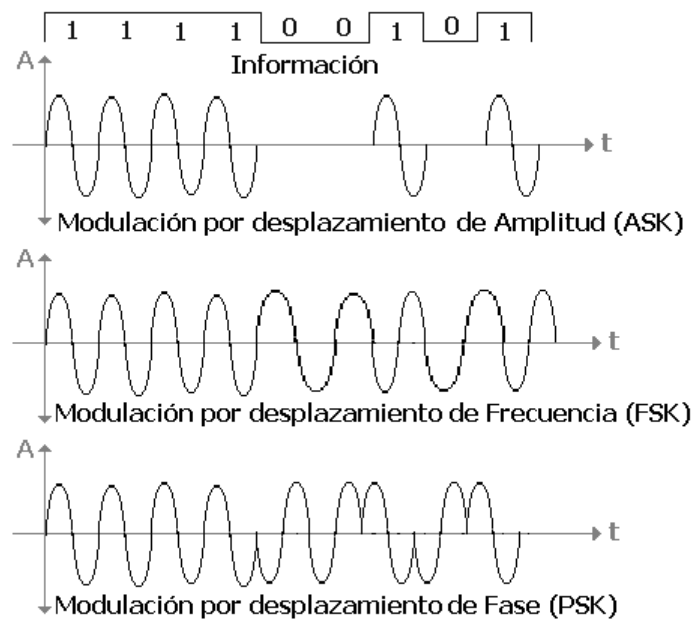 1 1 1 1 0 0 1 0 1
Información
A
t
Modulación por desplazamiento de Amplitud (ASK)
A
t
Modulación por desplazamiento de Frecuencia (FSK)
A
t
Modulación por desplazamiento de Fase (PSK)